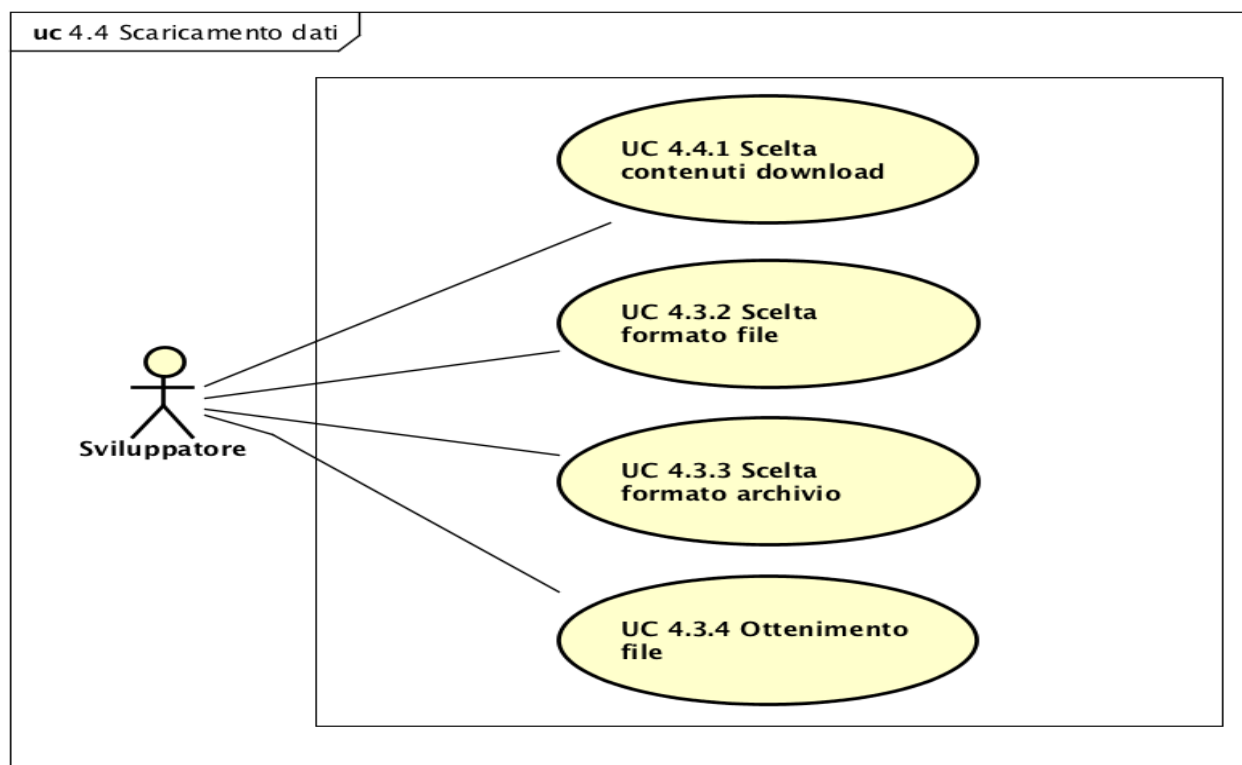 uc 4.4 Scaricamento dati
UC 4.4.1 Scelta
contenuti download
UC 4.3.2 Scelta
formato file
Sviluppatore
UC 4.3.3 Scelta
formato archivio
UC 4.3.4 Ottenimento
file